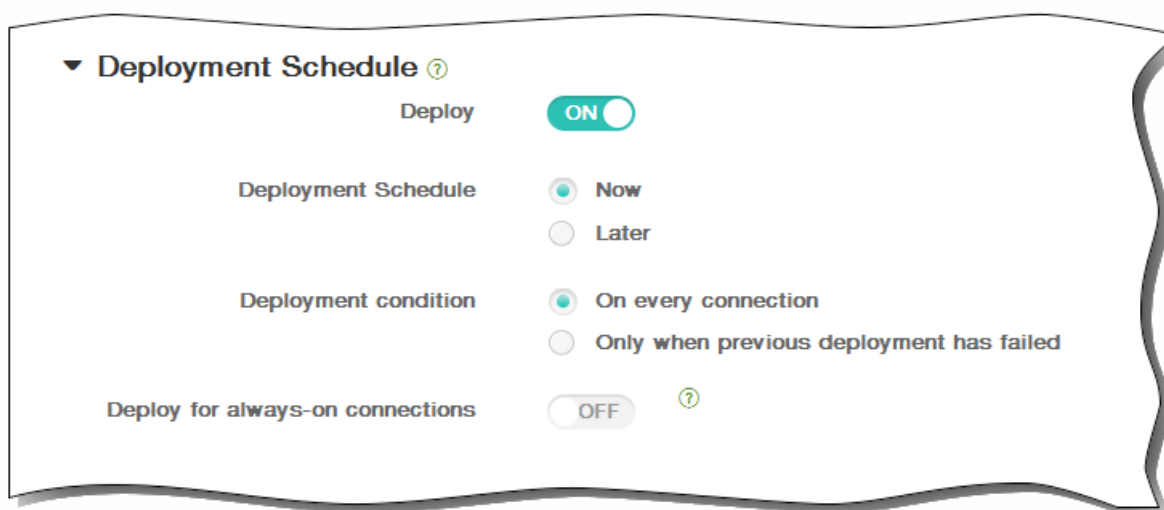 Deployment Schedule ?
Deploy ON
Deployment Schedule Now
Later
Deployment condition On every connection
Only when previous deployment has failed
Deploy for always-on connections OFF ?